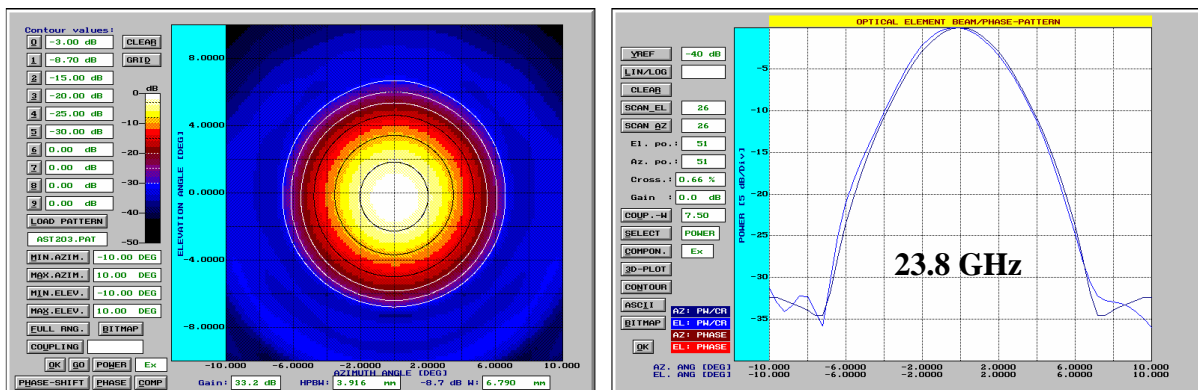 Contour values:
0 -3.00 dB CLEAR
1 -8.70 dB GRID
2 -15.00 dB
3 -20.00 dB
4 -25.00 dB
5 -30.00 dB
6 0.00 dB
7 0.00 dB
8 0.00 dB
9 0.00 dB
LOAD PATTERN
AST203.PAT
MIN.AZIM. -10.00 DEG
MAX.AZIM. 10.00 DEG
MIN.ELEV. -10.00 DEG
MAX.ELEV. 10.00 DEG
FULL RNG. BITMAP
COUPLING
OK GO POWER Ex
PHASE-SHIFT PHASE COMP
dB
0
-10
-20
-30
-40
-50
ELEVATION ANGLE [DEG]
8.0000
4.0000
0.0000
-4.0000
-8.0000
-10.000 -6.0000 -2.0000 2.0000 6.0000 10.000
AZIMUTH ANGLE [DEG]
Gain: 33.2 dB HPBW: 3.916 mm -8.7 dB W: 6.790 mm
OPTICAL ELEMENT BEAM/PHASE-PATTERN
YREF -40 dB
LIN/LOG
CLEAR
SCAN_EL 26
SCAN AZ 26
El. po.: 51
Az. po.: 51
Cross.: 0.66 %
Gain : 0.0 dB
COUP.-W 7.50
SELECT POWER
COMPON. Ex
3D-PLOT
CONTOUR
ASCII
BITMAP
OK
AZ: PW/CR
EL: PW/CR
AZ: PHASE
EL: PHASE
POWER [5 dB/Div]
-5
-10
-15
-20
-25
-30
-35
23.8 GHz
AZ. ANG [DEG] -10.000 -6.0000 -2.0000 2.0000 6.0000 10.000
EL. ANG [DEG] -10.000 -6.0000 -2.0000 2.0000 6.0000 10.000